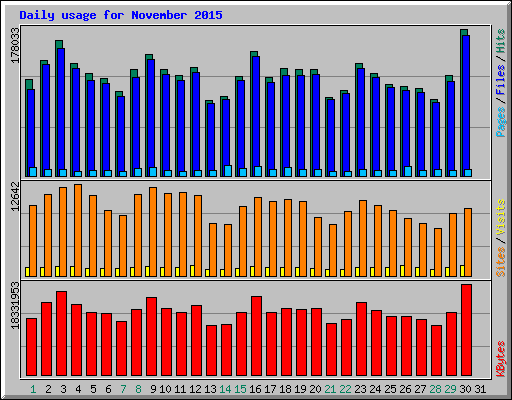 Daily usage for November 2015
178033
Pages / Files / Hits
12642
Sites / Visits
18331953
KBytes
1 2 3 4 5 6 7 8 9 10 11 12 13 14 15 16 17 18 19 20 21 22 23 24 25 26 27 28 29 30 31